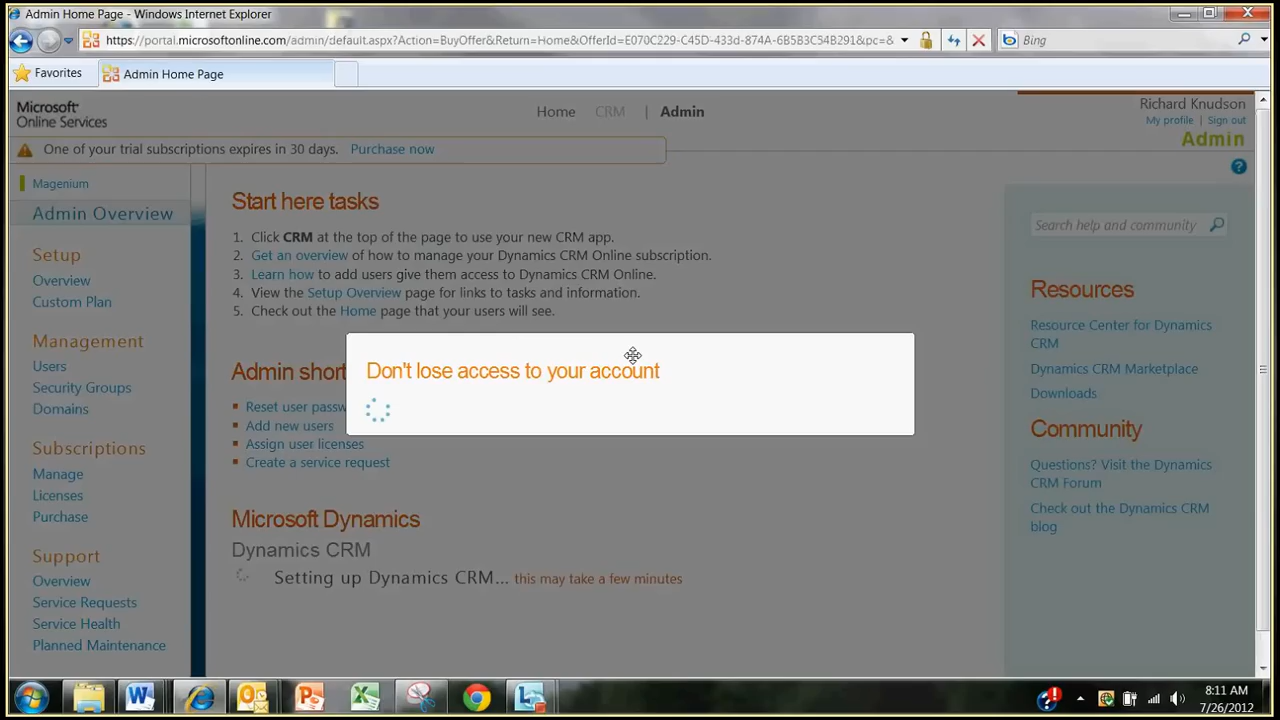 Admin Home Page - Windows Internet Explorer
https://portal.microsoftonline.com/admin/default.aspx?Action=BuyOffer&Return=Home&OfferId=E070C229-C45D-433d-874A-6B5B3C54B291&pc=&
Bing
Favorites
Admin Home Page
Microsoft
Online Services
Home
CRM
|
Admin
Richard Knudson
My profile | Sign out
Admin
One of your trial subscriptions expires in 30 days. Purchase now
Magenium
Admin Overview
Setup
Overview
Custom Plan
Management
Users
Security Groups
Domains
Subscriptions
Manage
Licenses
Purchase
Support
Overview
Service Requests
Service Health
Planned Maintenance
Start here tasks
1. Click CRM at the top of the page to use your new CRM app.
2. Get an overview of how to manage your Dynamics CRM Online subscription.
3. Learn how to add users give them access to Dynamics CRM Online.
4. View the Setup Overview page for links to tasks and information.
5. Check out the Home page that your users will see.
Don't lose access to your account
Admin short
Reset user passw
Add new users
Assign user licenses
Create a service request
Microsoft Dynamics
Dynamics CRM
Setting up Dynamics CRM... this may take a few minutes
Search help and community
Resources
Resource Center for Dynamics
CRM
Dynamics CRM Marketplace
Downloads
Community
Questions? Visit the Dynamics
CRM Forum
Check out the Dynamics CRM
blog
8:11 AM
7/26/2012